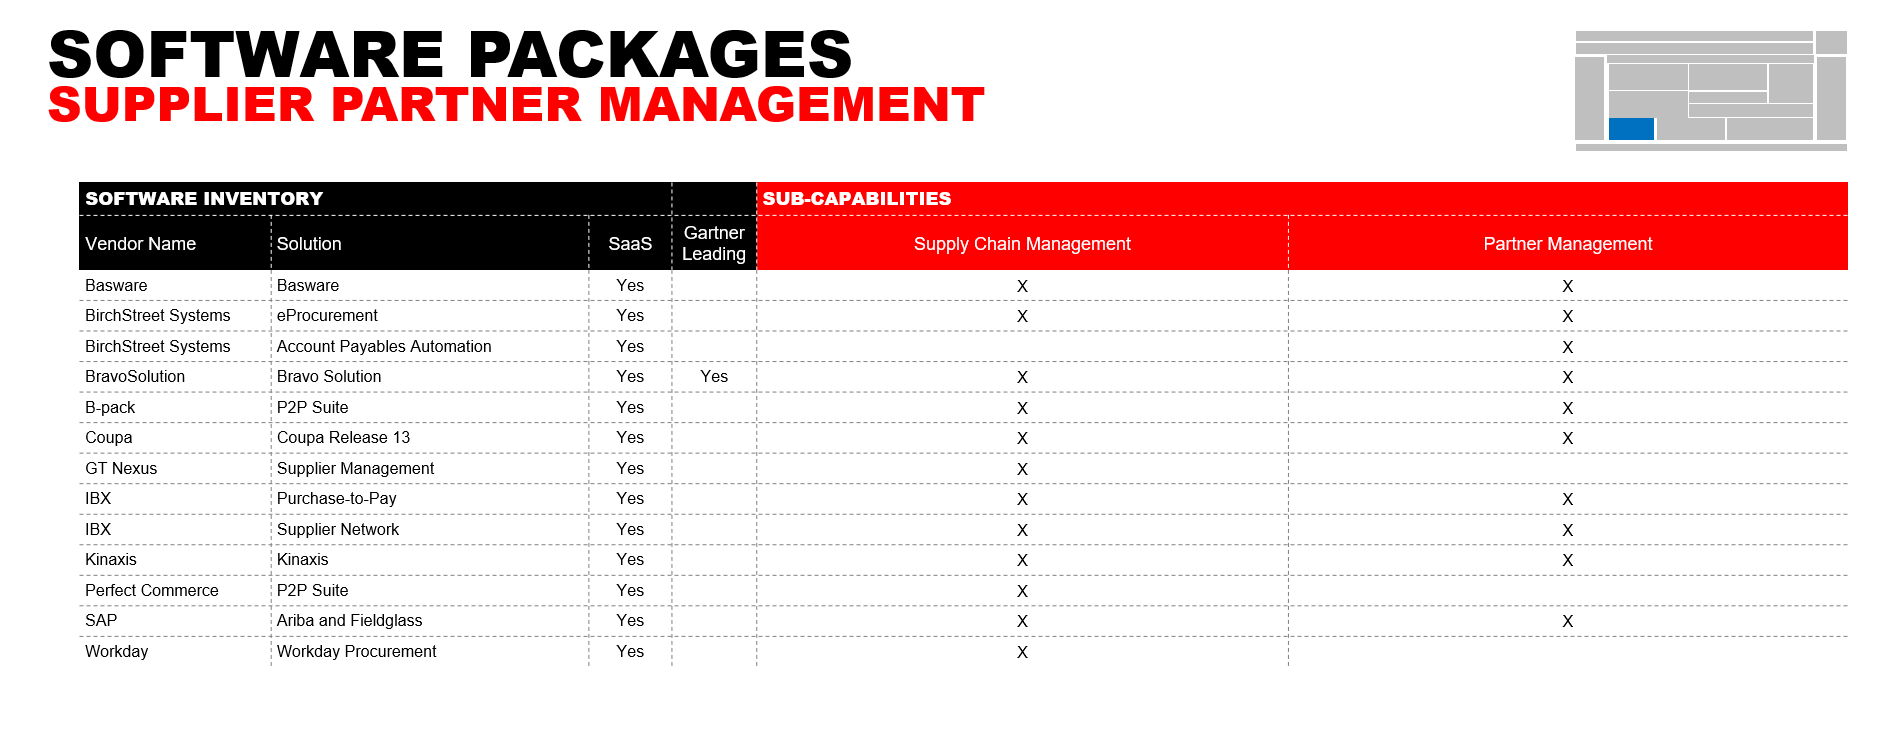 SOFTWARE PACKAGES
SUPPLIER PARTNER MANAGEMENT
SOFTWARE INVENTORY SUB-CAPABILITIES
Vendor Name Solution SaaS Gartner Leading Supply Chain Management Partner Management
Basware Basware Yes X X
BirchStreet Systems eProcurement Yes X X
BirchStreet Systems Account Payables Automation Yes X
BravoSolution Bravo Solution Yes Yes X X
B-pack P2P Suite Yes X X
Coupa Coupa Release 13 Yes X X
GT Nexus Supplier Management Yes X
IBX Purchase-to-Pay Yes X X
IBX Supplier Network Yes X X
Kinaxis Kinaxis Yes X X
Perfect Commerce P2P Suite Yes X
SAP Ariba and Fieldglass Yes X X
Workday Workday Procurement Yes X